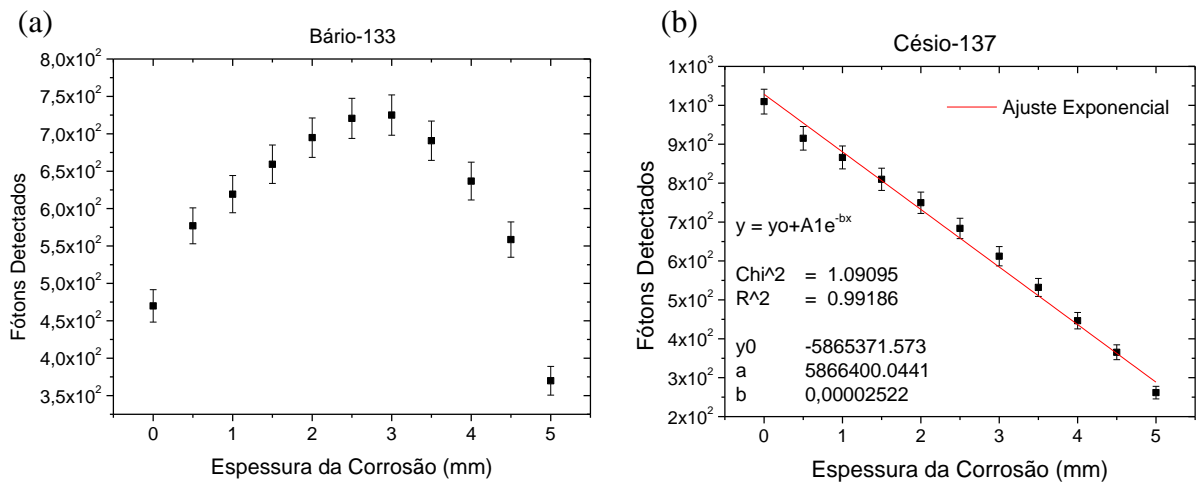 (a)
Bário-133
8,0x10²
7,5x10²
7,0x10²
6,5x10²
6,0x10²
5,5x10²
5,0x10²
4,5x10²
4,0x10²
3,5x10²
Fótons Detectados
0 1 2 3 4 5
Espessura da Corrosão (mm)
(b)
Césio-137
1x10³
1x10³
9x10²
8x10²
7x10²
6x10²
5x10²
4x10²
3x10²
2x10²
Fótons Detectados
Ajuste Exponencial
y = yo+A1e^-bx
Chi^2 = 1.09095
R^2 = 0.99186
y0 -5865371.573
a 5866400.0441
b 0,00002522
0 1 2 3 4 5
Espessura da Corrosão (mm)